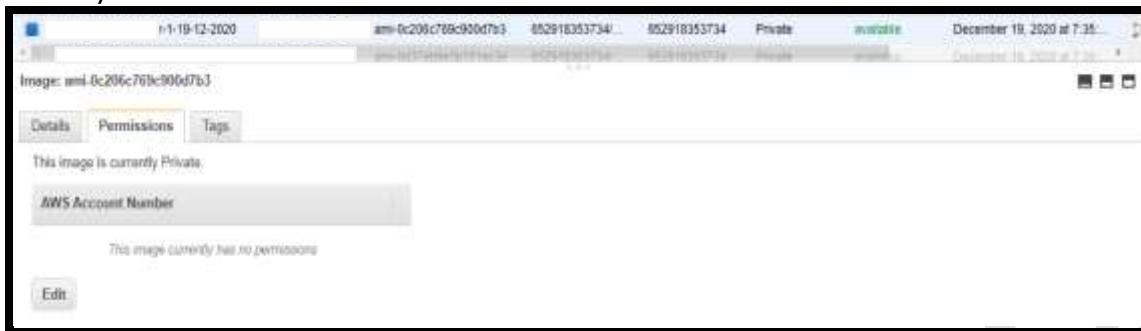 r-1-19-12-2020 ami-0c206c769c900d7b3 652918353734/... 652918353734 Private available December 19, 2020 at 7:35:...
Image: ami-0c206c769c900d7b3
Details Permissions Tags
This image is currently Private.
AWS Account Number
This image currently has no permissions
Edit